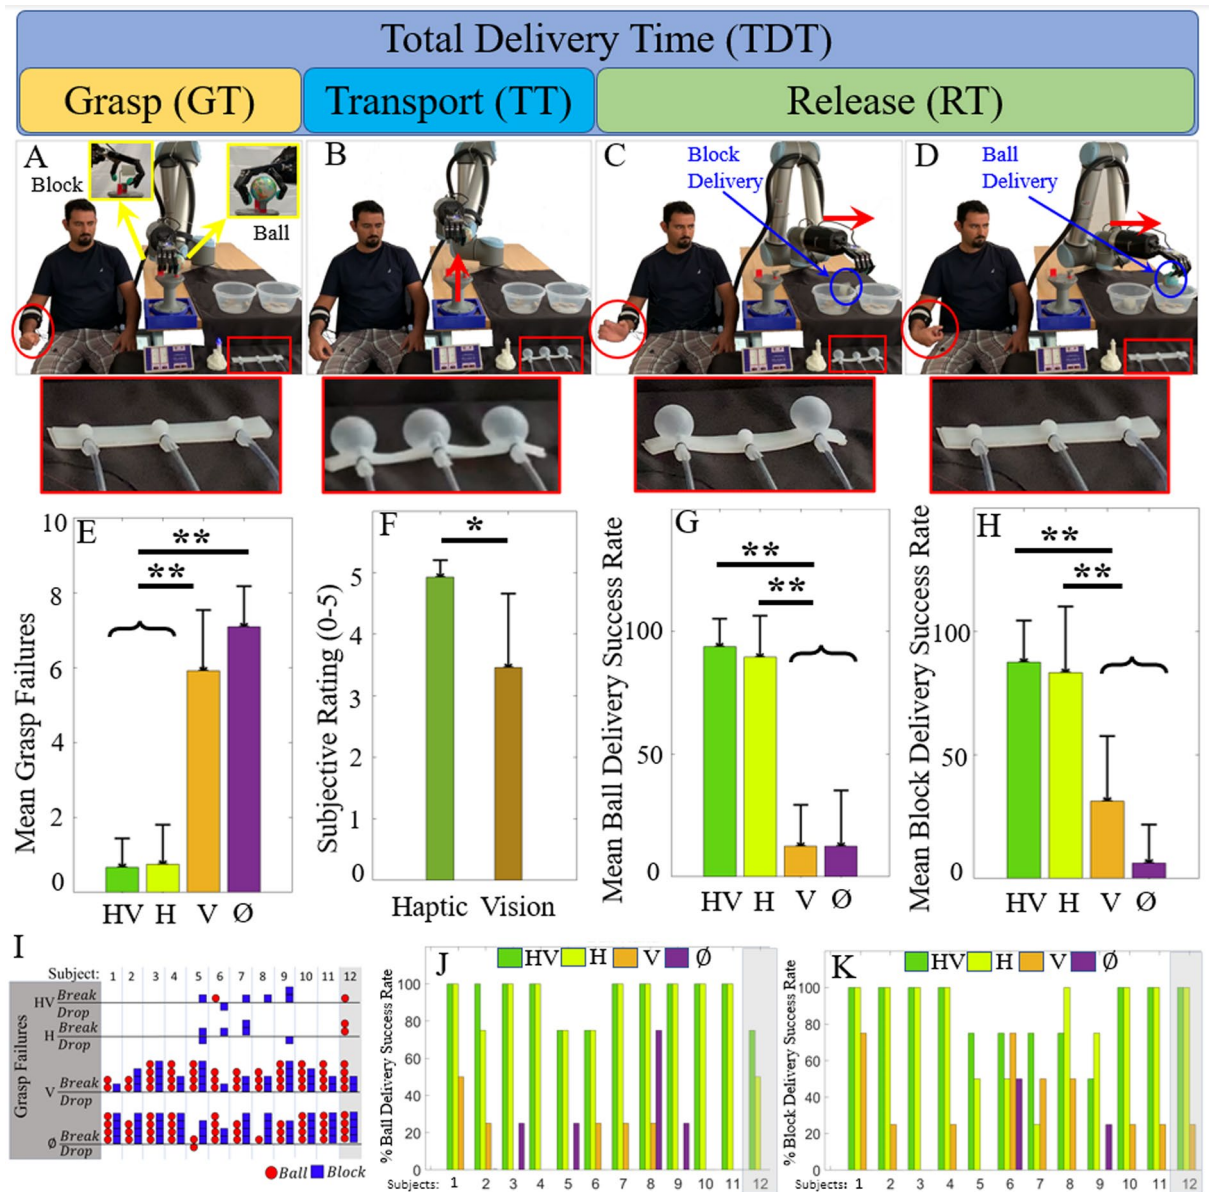 Total Delivery Time (TDT)
Grasp (GT)
Transport (TT)
Release (RT)
A
Block
Ball
B
C
Block
Delivery
D
Ball
Delivery
E
Mean Grasp Failures
10
8
6
4
2
0
**
**
HV H V Ø
F
Subjective Rating (0-5)
5
4
3
2
1
0
*
Haptic Vision
G
Mean Ball Delivery Success Rate
100
50
0
**
**
HV H V Ø
H
Mean Block Delivery Success Rate
100
50
0
**
**
HV H V Ø
I
Subject: 1 2 3 4 5 6 7 8 9 10 11 12
Grasp Failures
HV Break
Drop
H Break
Drop
V Break
Drop
Ø Break
Drop
Ball Block
J
HV H V Ø
% Ball Delivery Success Rate
100
80
60
40
20
0
Subjects: 1 2 3 4 5 6 7 8 9 10 11 12
K
HV H V Ø
% Block Delivery Success Rate
100
80
60
40
20
0
Subjects: 1 2 3 4 5 6 7 8 9 10 11 12